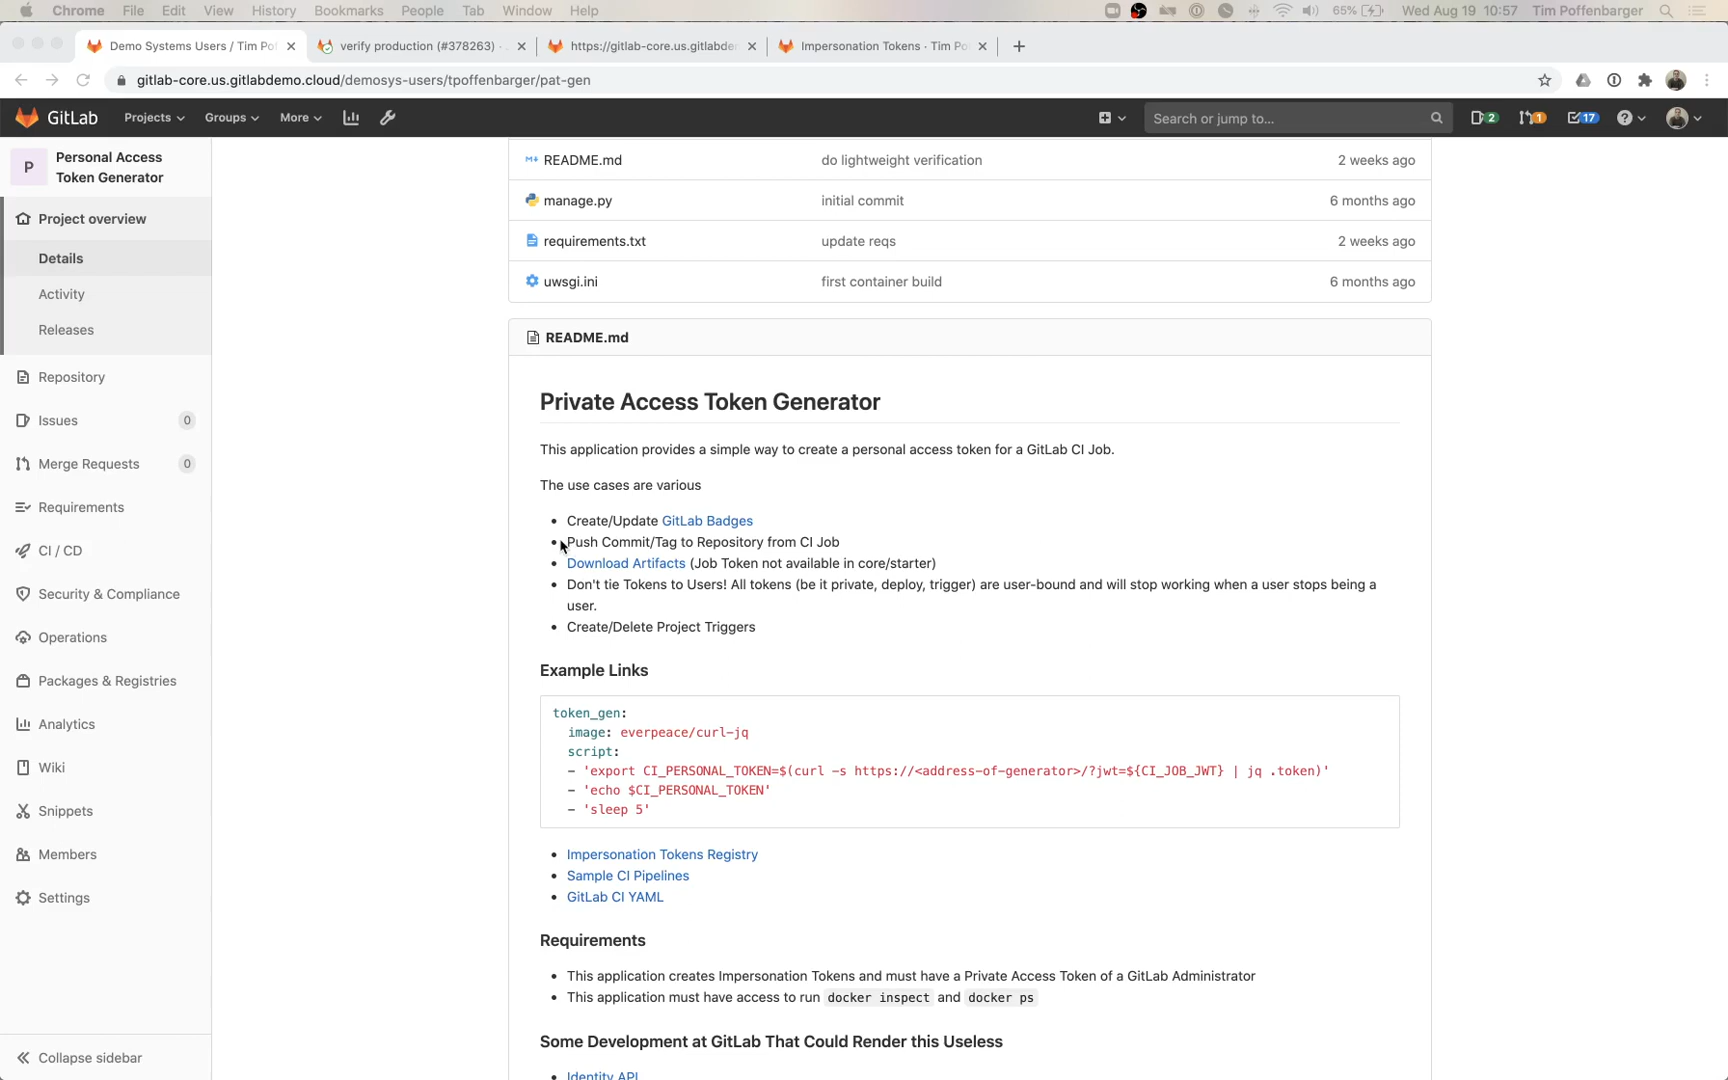 Chrome File Edit View History Bookmarks People Tab Window Help 65% Wed Aug 19 10:57 Tim Poffenbarger
Demo Systems Users / Tim Pof verify production (#378263) · https://gitlab-core.us.gitlabde Impersonation Tokens · Tim Po
gitlab-core.us.gitlabdemo.cloud/demosys-users/tpoffenbarger/pat-gen
GitLab Projects Groups More Search or jump to... 2 1 17
P Personal Access Token Generator
Project overview
Details
Activity
Releases
Repository
Issues 0
Merge Requests 0
Requirements
CI / CD
Security & Compliance
Operations
Packages & Registries
Analytics
Wiki
Snippets
Members
Settings
Collapse sidebar
README.md do lightweight verification 2 weeks ago
manage.py initial commit 6 months ago
requirements.txt update reqs 2 weeks ago
uwsgi.ini first container build 6 months ago
README.md
Private Access Token Generator
This application provides a simple way to create a personal access token for a GitLab CI Job.
The use cases are various
• Create/Update GitLab Badges
• Push Commit/Tag to Repository from CI Job
• Download Artifacts (Job Token not available in core/starter)
• Don't tie Tokens to Users! All tokens (be it private, deploy, trigger) are user-bound and will stop working when a user stops being a
user.
• Create/Delete Project Triggers
Example Links
token_gen:
image: everpeace/curl-jq
script:
- 'export CI_PERSONAL_TOKEN=$(curl -s https://<address-of-generator>/?jwt=${CI_JOB_JWT} | jq .token)'
- 'echo $CI_PERSONAL_TOKEN'
- 'sleep 5'
• Impersonation Tokens Registry
• Sample CI Pipelines
• GitLab CI YAML
Requirements
• This application creates Impersonation Tokens and must have a Private Access Token of a GitLab Administrator
• This application must have access to run docker inspect and docker ps
Some Development at GitLab That Could Render this Useless
• Identity API